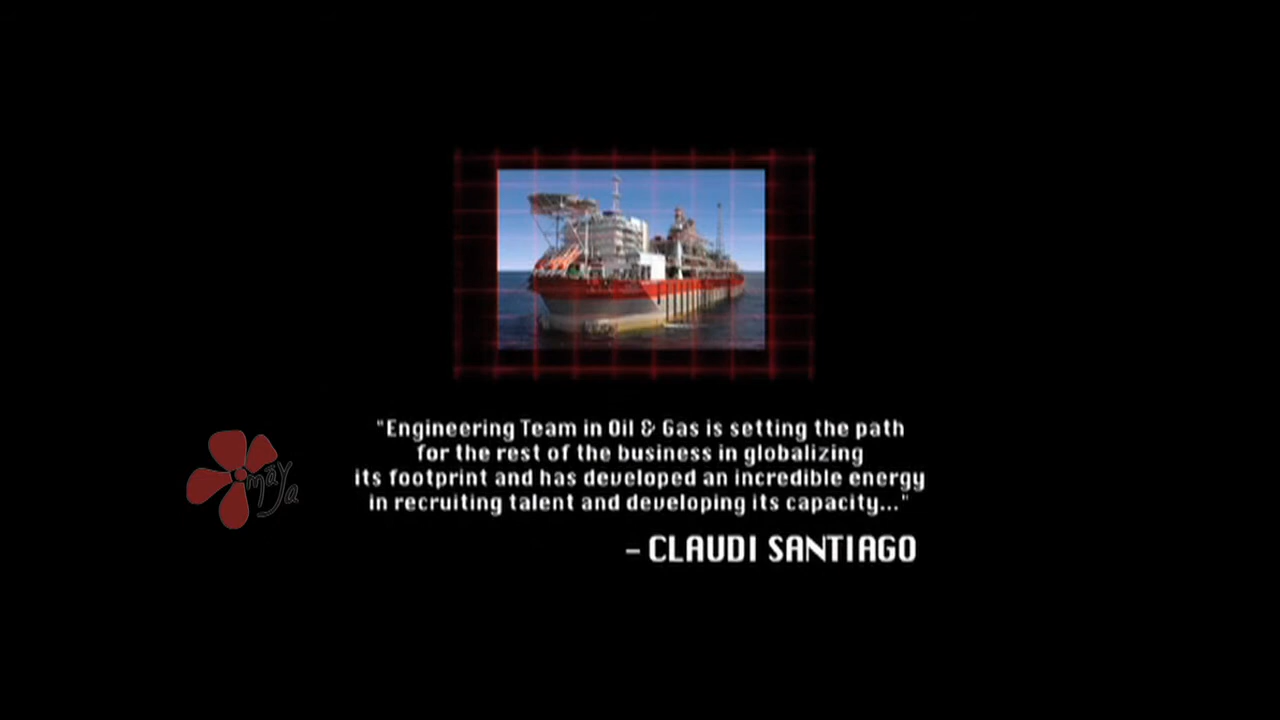 "Engineering Team in Oil & Gas is setting the path
for the rest of the business in globalizing
its footprint and has developed an incredible energy
in recruiting talent and developing its capacity..."
māya
– CLAUDI SANTIAGO